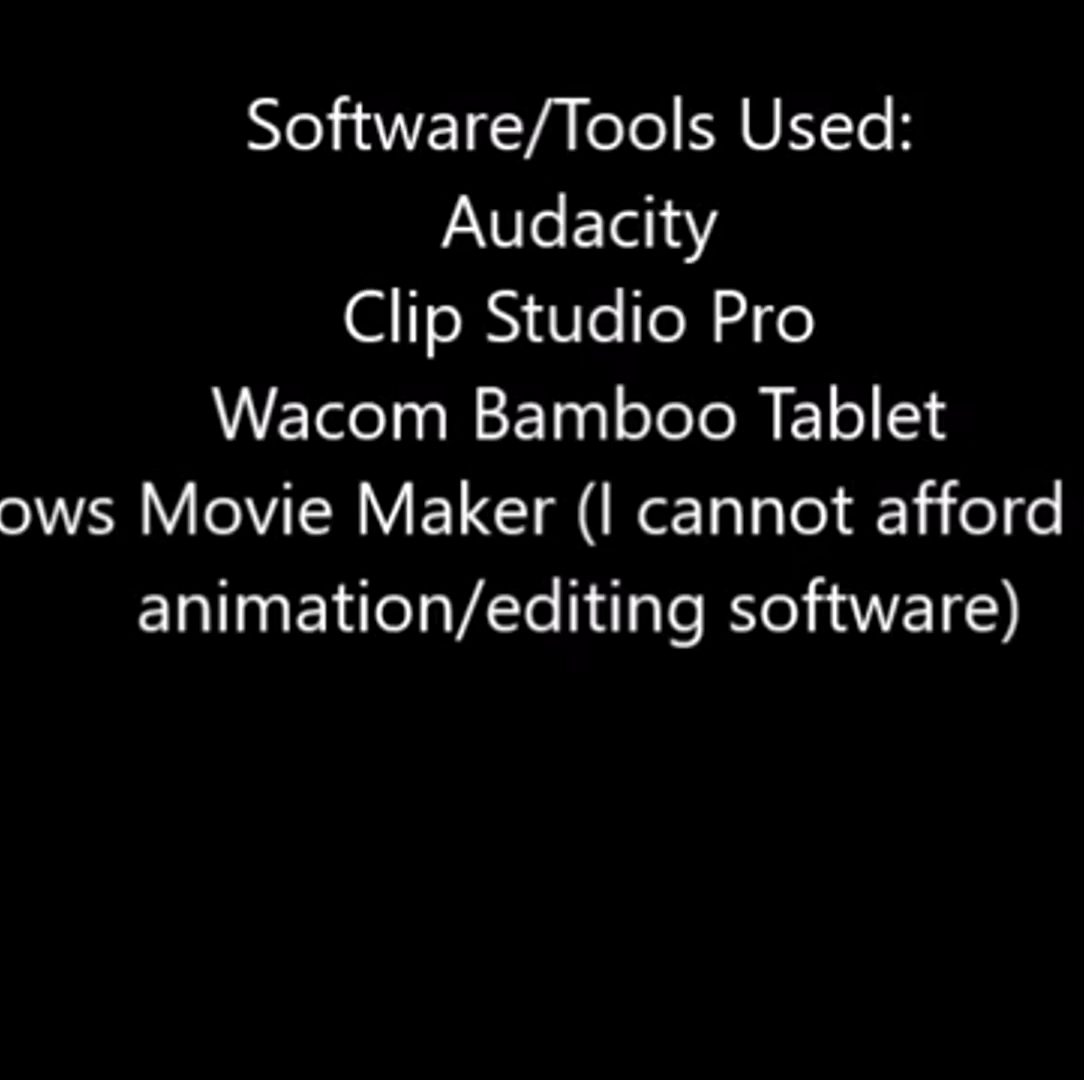 Software/Tools Used:
Audacity
Clip Studio Pro
Wacom Bamboo Tablet
ows Movie Maker (I cannot afford
animation/editing software)